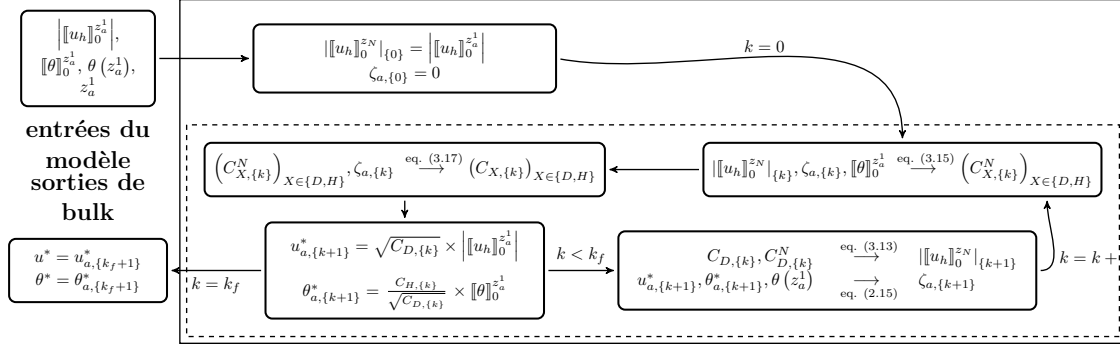 |⟦u_h⟧_0^{z_a^1}|,
⟦θ⟧_0^{z_a^1}, θ (z_a^1),
z_a^1
entrées du
modèle
|⟦u_h⟧_0^{z_N}|_{0} = |⟦u_h⟧_0^{z_a^1}|
ζ_{a,{0}} = 0
k = 0
(C_{X,{k}}^N)_{X∈{D,H}}, ζ_{a,{k}} eq. (3.17) ⟶ (C_{X,{k}})_{X∈{D,H}}
|⟦u_h⟧_0^{z_N}|_{k}, ζ_{a,{k}}, ⟦θ⟧_0^{z_a^1} eq. (3.15) ⟶ (C_{X,{k}}^N)_{X∈{D,H}}
sorties de
bulk
u^* = u^*_{a,{k_f+1}}
θ^* = θ^*_{a,{k_f+1}}
k = k_f
u^*_{a,{k+1}} = √C_{D,{k}} × |⟦u_h⟧_0^{z_a^1}|
θ^*_{a,{k+1}} = C_{H,{k}} / √C_{D,{k}} × ⟦θ⟧_0^{z_a^1}
k < k_f
C_{D,{k}}, C_{D,{k}}^N eq. (3.13) ⟶ |⟦u_h⟧_0^{z_N}|_{k+1}
u^*_{a,{k+1}}, θ^*_{a,{k+1}}, θ (z_a^1) ⟶ eq. (2.15) ζ_{a,{k+1}}
k = k +